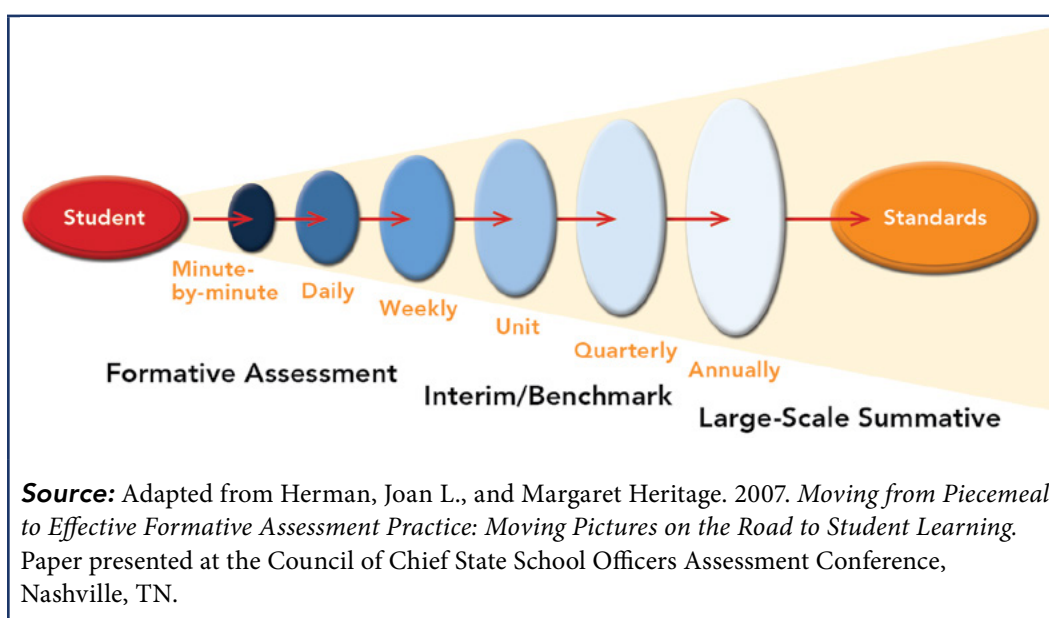 Student
Standards
Minute-
by-minute
Daily
Weekly
Unit
Quarterly
Annually
Formative Assessment
Interim/Benchmark
Large-Scale Summative
Source: Adapted from Herman, Joan L., and Margaret Heritage. 2007. Moving from Piecemeal
to Effective Formative Assessment Practice: Moving Pictures on the Road to Student Learning.
Paper presented at the Council of Chief State School Officers Assessment Conference,
Nashville, TN.